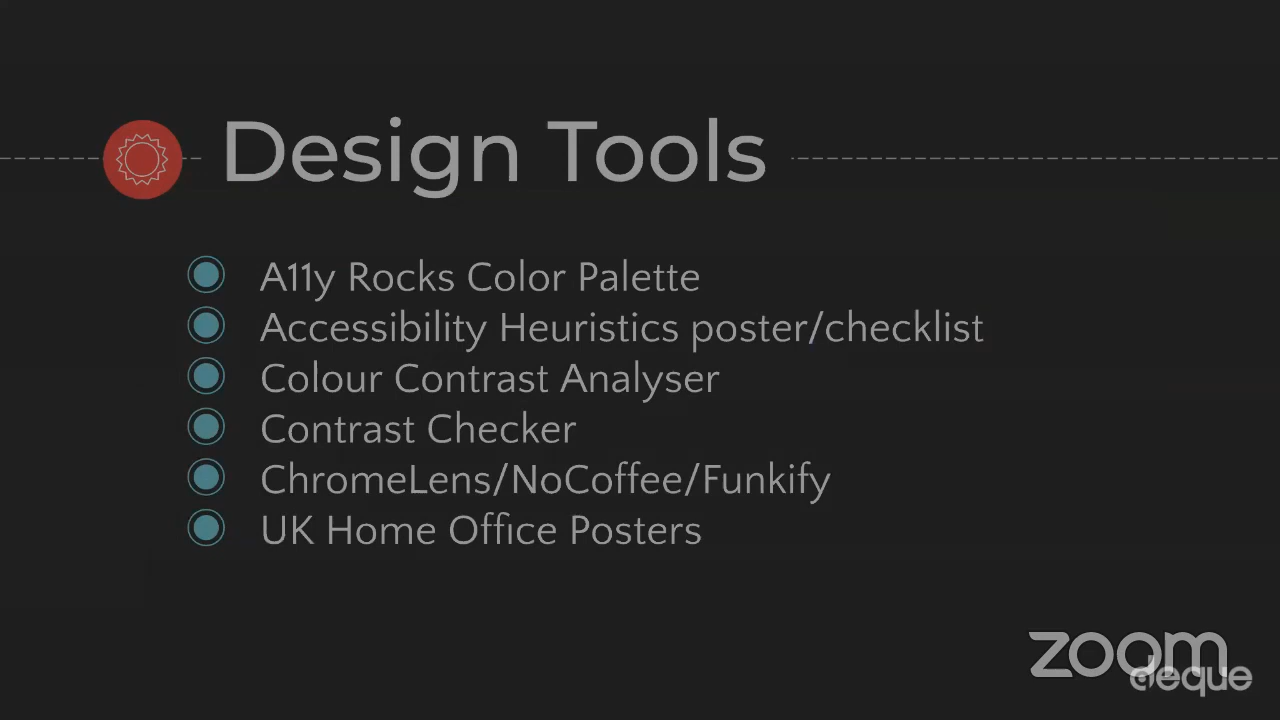 Design Tools
A11y Rocks Color Palette
Accessibility Heuristics poster/checklist
Colour Contrast Analyser
Contrast Checker
ChromeLens/NoCoffee/Funkify
UK Home Office Posters
zoom
deque